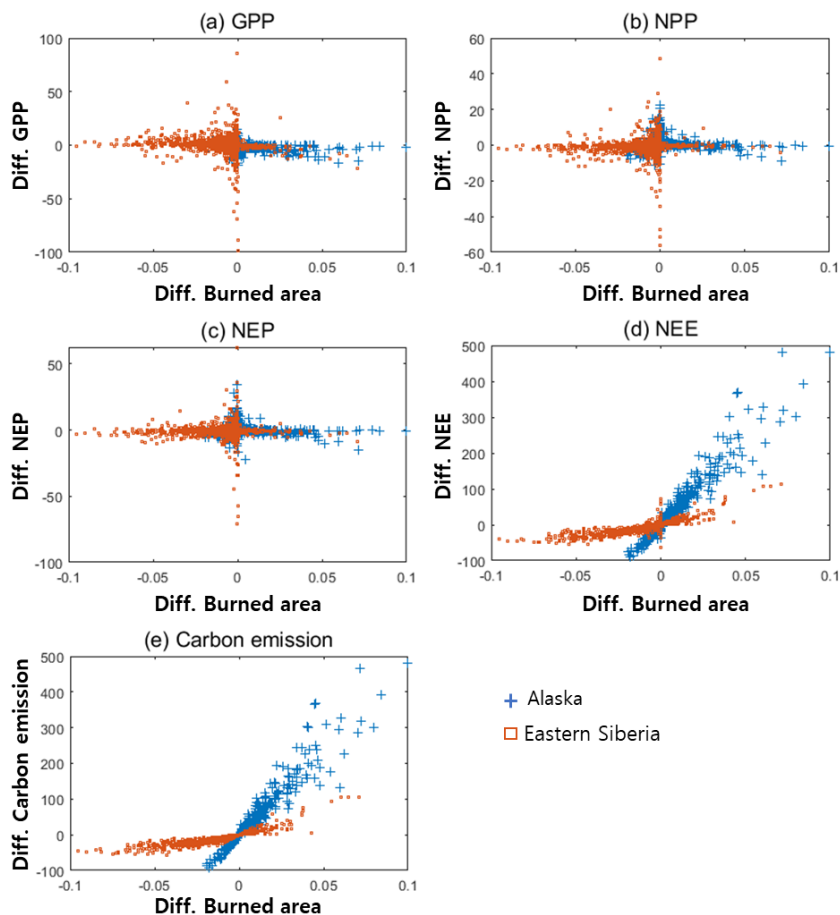 (a) GPP
100
50
0
-50
-100
Diff. GPP
-0.1 -0.05 0 0.05 0.1
Diff. Burned area
(b) NPP
60
40
20
0
-20
-40
-60
Diff. NPP
-0.1 -0.05 0 0.05 0.1
Diff. Burned area
(c) NEP
50
0
-50
-100
Diff. NEP
-0.1 -0.05 0 0.05 0.1
Diff. Burned area
(d) NEE
500
400
300
200
100
0
-100
Diff. NEE
-0.1 -0.05 0 0.05 0.1
Diff. Burned area
(e) Carbon emission
500
400
300
200
100
0
-100
Diff. Carbon emission
-0.1 -0.05 0 0.05 0.1
Diff. Burned area
Alaska
Eastern Siberia